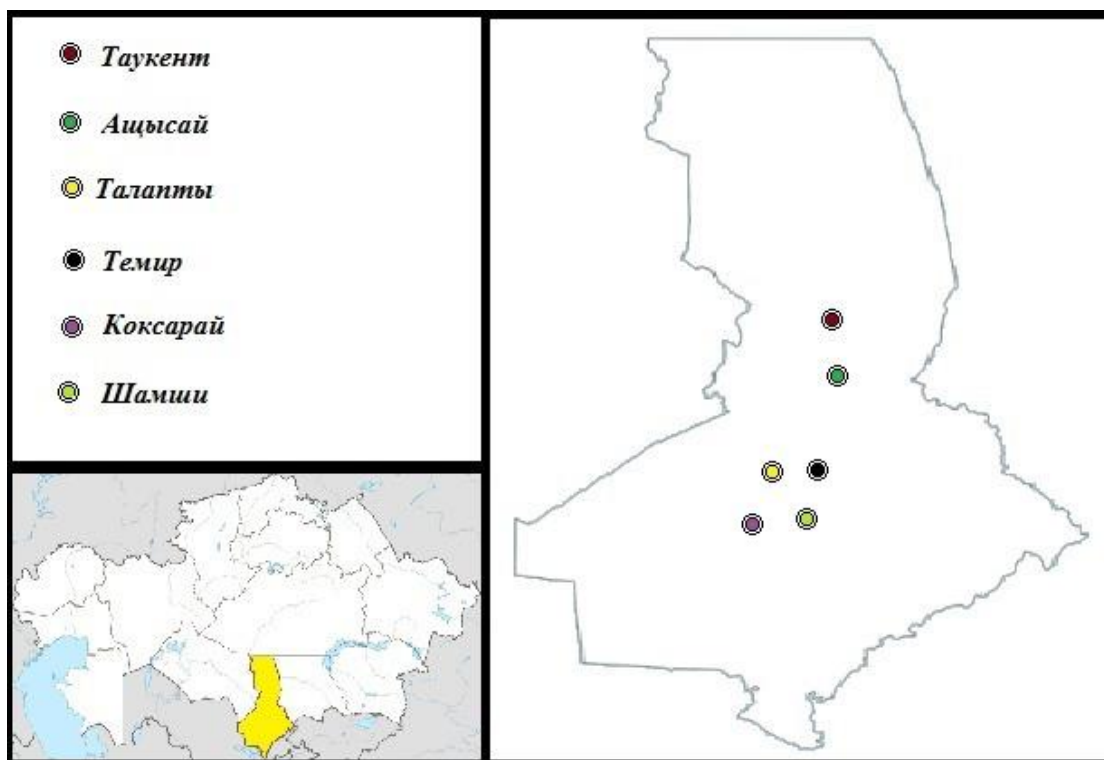 Таукент
Ащысай
Талапты
Темир
Коксарай
Шамши